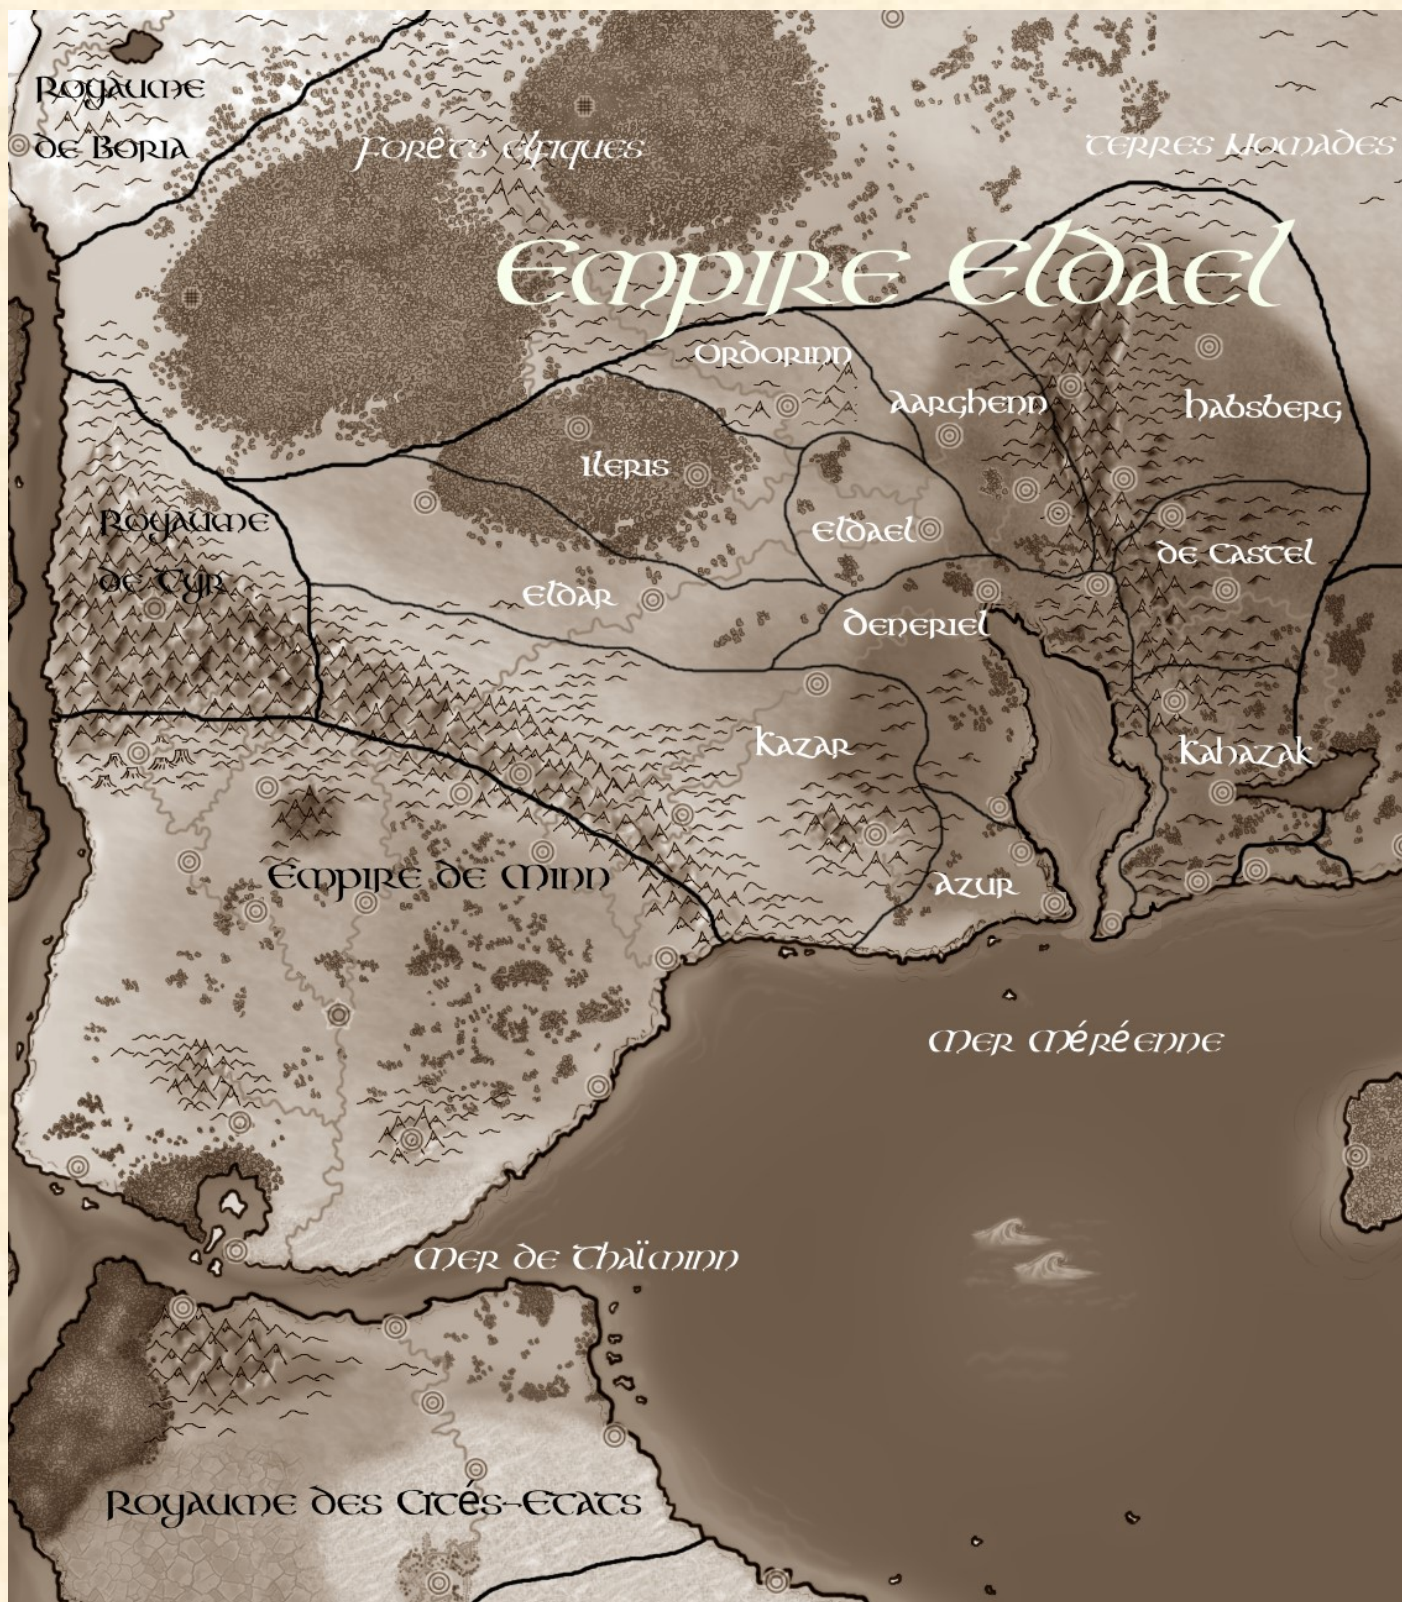 Royaume
de Boria
Forêts elfiques
Terres Nomades
Empire Eldael
Ordorinn
Aarghenn
Habsberg
Ileris
Royaume
de Tyr
Eldael
de Castel
Eldar
Deneriel
Kazar
Kahazak
Empire de Minn
Azur
Mer Méréenne
Mer de Thaïminn
Royaume des Cités-Etats